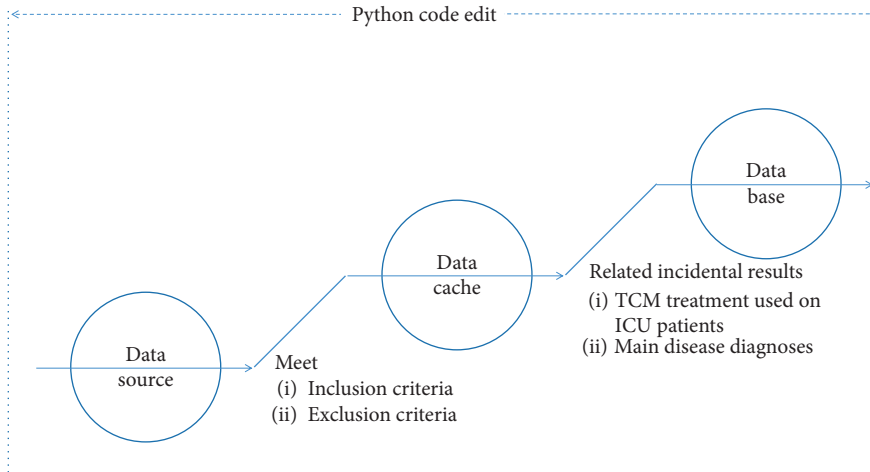 Python code edit
Data
source
Meet
(i) Inclusion criteria
(ii) Exclusion criteria
Data
cache
Related incidental results
(i) TCM treatment used on
ICU patients
(ii) Main disease diagnoses
Data
base